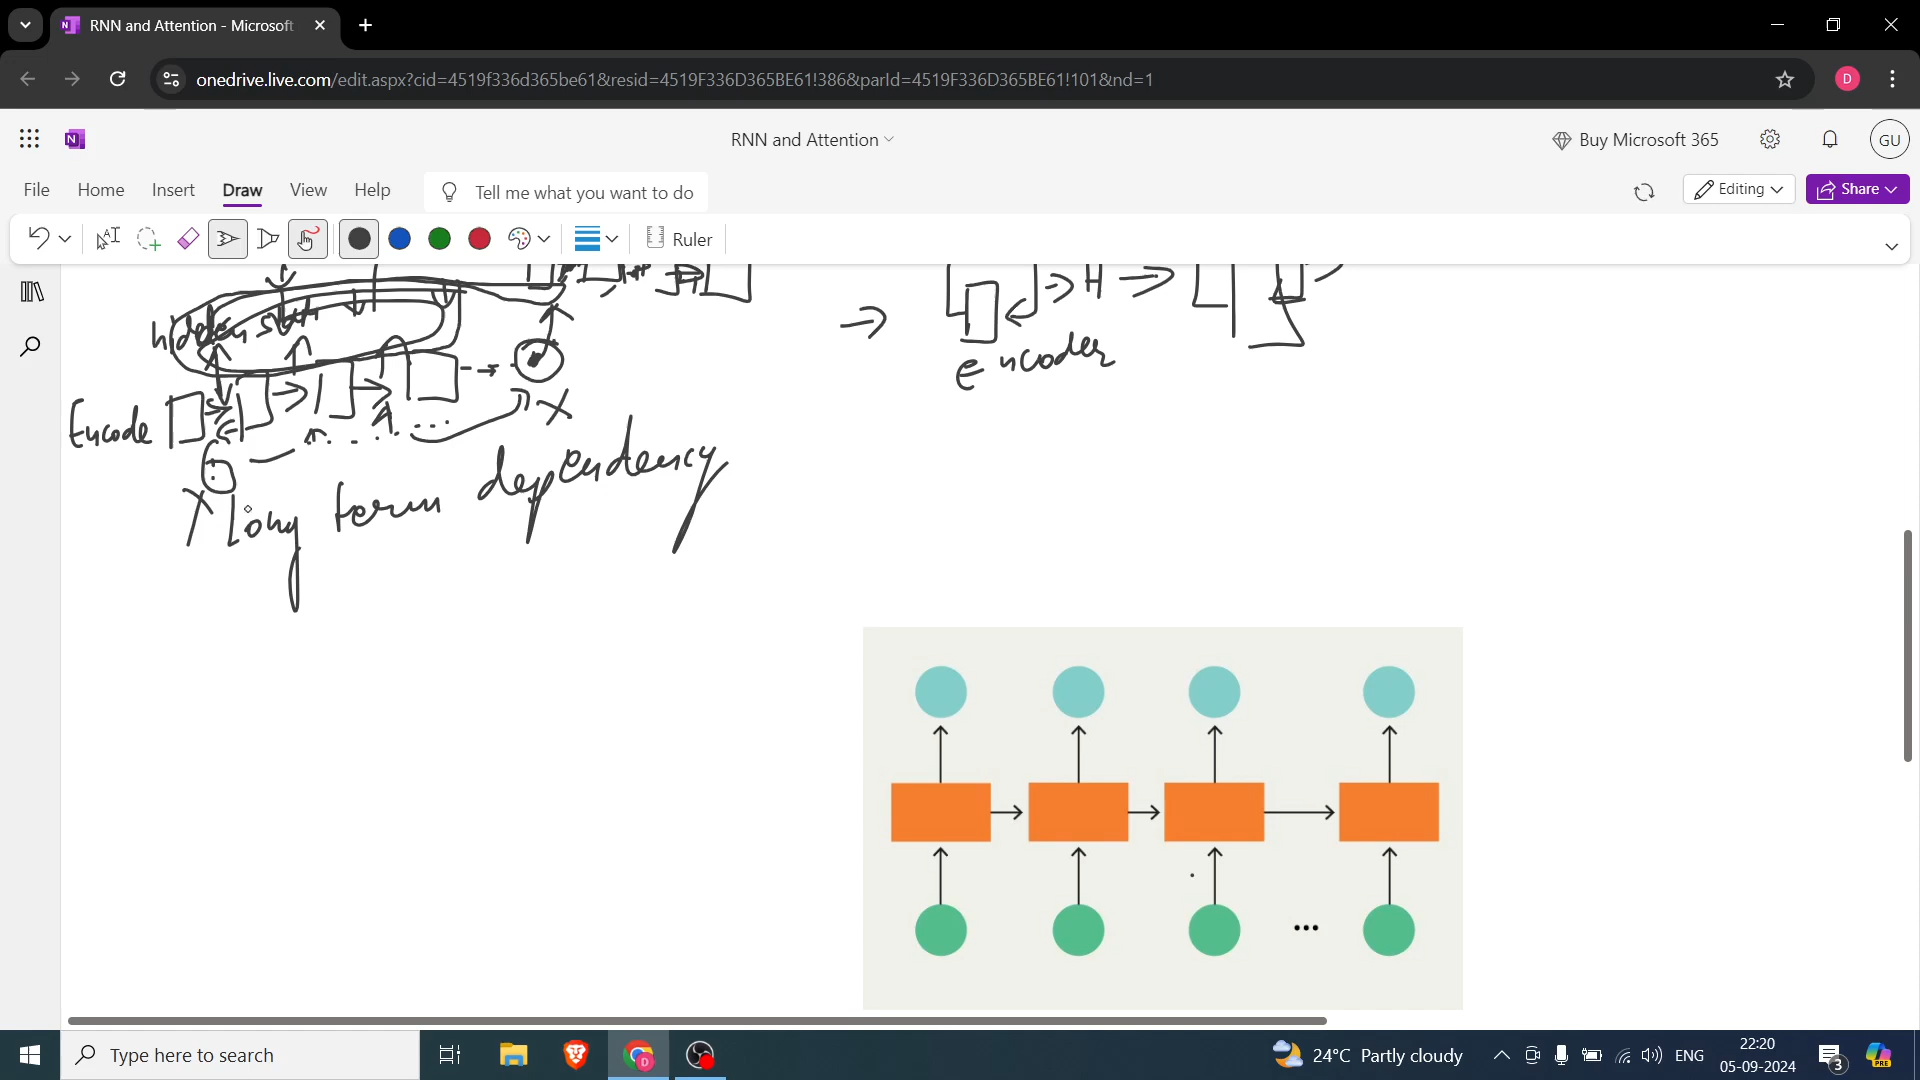 RNN and Attention - Microsoft
onedrive.live.com/edit.aspx?cid=4519f336d365be61&resid=4519F336D365BE61!386&parId=4519F336D365BE61!101&nd=1
D
RNN and Attention
Buy Microsoft 365
GU
File Home Insert Draw View Help
Tell me what you want to do
Editing
Share
Ruler
hidden
H
encoder
Encode
X
X Long term dependency
...
Type here to search
24°C Partly cloudy
ENG
22:20
05-09-2024
3
PRE